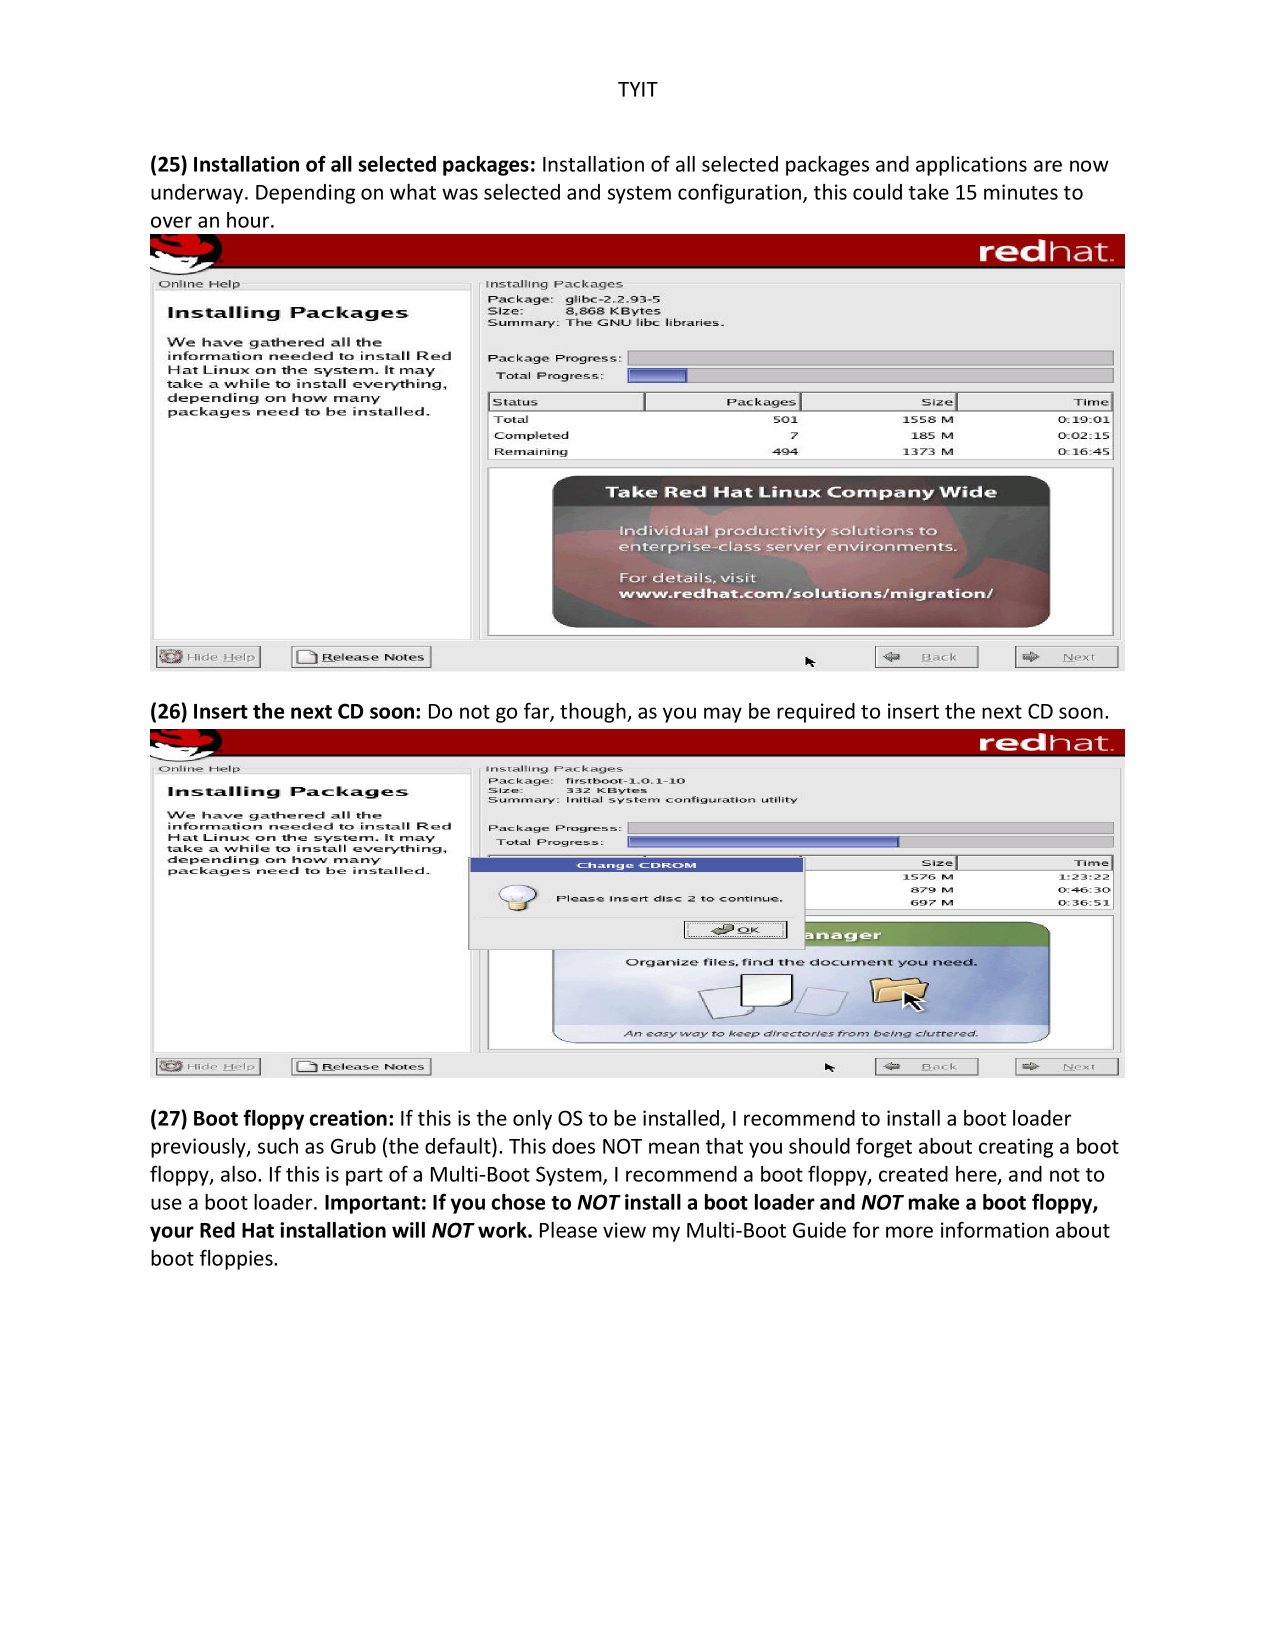 TYIT
(25) Installation of all selected packages: Installation of all selected packages and applications are now
underway. Depending on what was selected and system configuration, this could take 15 minutes to
over an hour.
redhat.
Online Help
Installing Packages
We have gathered all the
information needed to install Red
Hat Linux on the system. It may
take a while to install everything,
depending on how many
packages need to be installed.
Installing Packages
Package: glibc-2.2.93-5
Size: 8,868 KBytes
Summary: The GNU libc libraries.
Package Progress:
Total Progress:
Status Packages Size Time
Total 501 1558 M 0:19:01
Completed 7 185 M 0:02:15
Remaining 494 1373 M 0:16:45
Take Red Hat Linux Company Wide
Individual productivity solutions to
enterprise-class server environments.
For details, visit
www.redhat.com/solutions/migration/
Hide Help Release Notes Back Next
(26) Insert the next CD soon: Do not go far, though, as you may be required to insert the next CD soon.
redhat.
Online Help
Installing Packages
We have gathered all the
information needed to install Red
Hat Linux on the system. It may
take a while to install everything,
depending on how many
packages need to be installed.
Installing Packages
Package: firstboot-1.0.1-10
Size: 332 KBytes
Summary: Initial system configuration utility
Package Progress:
Total Progress:
Size Time
1576 M 1:23:22
879 M 0:46:30
697 M 0:36:51
Change CDROM
Please insert disc 2 to continue.
OK
anager
Organize files, find the document you need.
An easy way to keep directories from being cluttered.
Hide Help Release Notes Back Next
(27) Boot floppy creation: If this is the only OS to be installed, I recommend to install a boot loader
previously, such as Grub (the default). This does NOT mean that you should forget about creating a boot
floppy, also. If this is part of a Multi-Boot System, I recommend a boot floppy, created here, and not to
use a boot loader. Important: If you chose to NOT install a boot loader and NOT make a boot floppy,
your Red Hat installation will NOT work. Please view my Multi-Boot Guide for more information about
boot floppies.